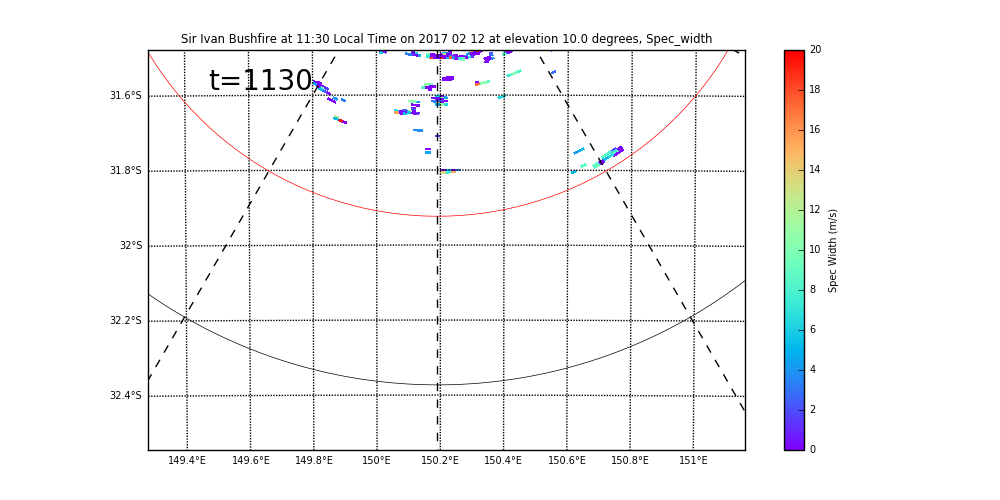 Sir Ivan Bushfire at 11:30 Local Time on 2017 02 12 at elevation 10.0 degrees, Spec_width
t=1130
31.6°S
31.8°S
32°S
32.2°S
32.4°S
149.4°E 149.6°E 149.8°E 150°E 150.2°E 150.4°E 150.6°E 150.8°E 151°E
20
18
16
14
12
10
8
6
4
2
0
Spec Width (m/s)